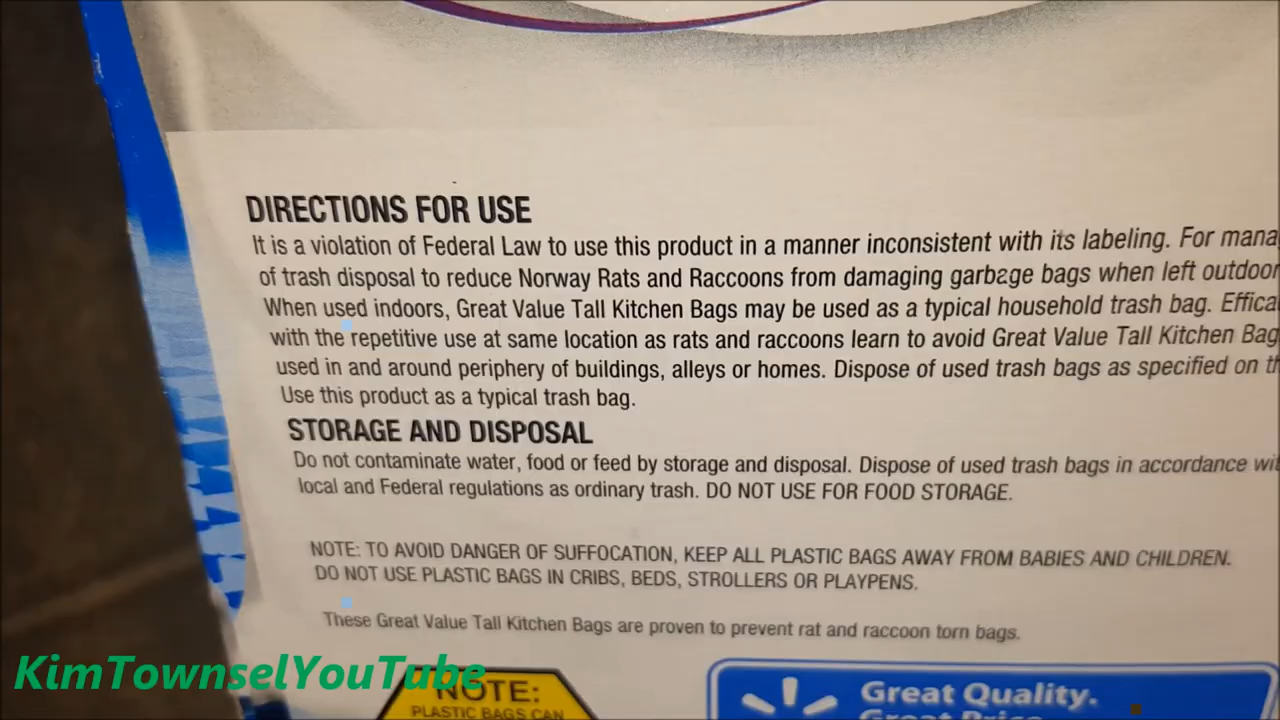 DIRECTIONS FOR USE
It is a violation of Federal Law to use this product in a manner inconsistent with its labeling. For mana
of trash disposal to reduce Norway Rats and Raccoons from damaging garbage bags when left outdoor
When used indoors, Great Value Tall Kitchen Bags may be used as a typical household trash bag. Effica
with the repetitive use at same location as rats and raccoons learn to avoid Great Value Tall Kitchen Bag
used in and around periphery of buildings, alleys or homes. Dispose of used trash bags as specified on th
Use this product as a typical trash bag.
STORAGE AND DISPOSAL
Do not contaminate water, food or feed by storage and disposal. Dispose of used trash bags in accordance wit
local and Federal regulations as ordinary trash. DO NOT USE FOR FOOD STORAGE.
NOTE: TO AVOID DANGER OF SUFFOCATION, KEEP ALL PLASTIC BAGS AWAY FROM BABIES AND CHILDREN.
DO NOT USE PLASTIC BAGS IN CRIBS, BEDS, STROLLERS OR PLAYPENS.
These Great Value Tall Kitchen Bags are proven to prevent rat and raccoon torn bags.
KimTownselYouTube
NOTE:
PLASTIC BAGS CAN
Great Quality.
Great Price.